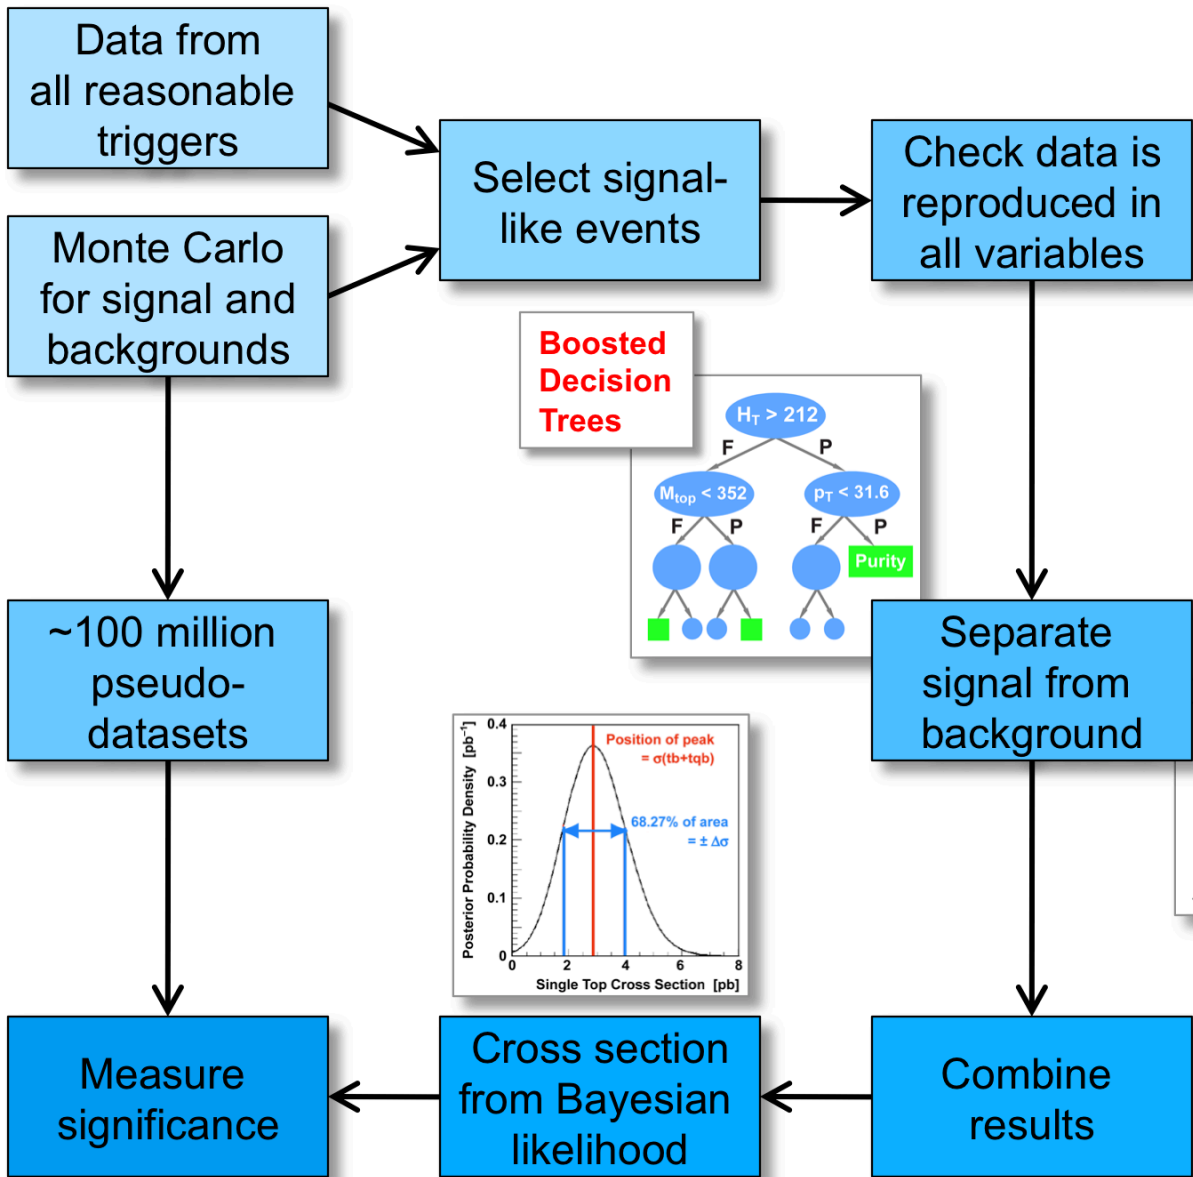 Data from
all reasonable
triggers
Monte Carlo
for signal and
backgrounds
Select signal-
like events
Check data is
reproduced in
all variables
Boosted
Decision
Trees
H_T > 212
F P
M_top < 352 p_T < 31.6
F P F P
Purity
~100 million
pseudo-
datasets
Separate
signal from
background
Posterior Probability Density [pb⁻¹]
0.4
0.3
0.2
0.1
0
0 2 4 6 8
Position of peak
= σ(tb+tqb)
68.27% of area
= ± Δσ
Single Top Cross Section [pb]
Measure
significance
Cross section
from Bayesian
likelihood
Combine
results